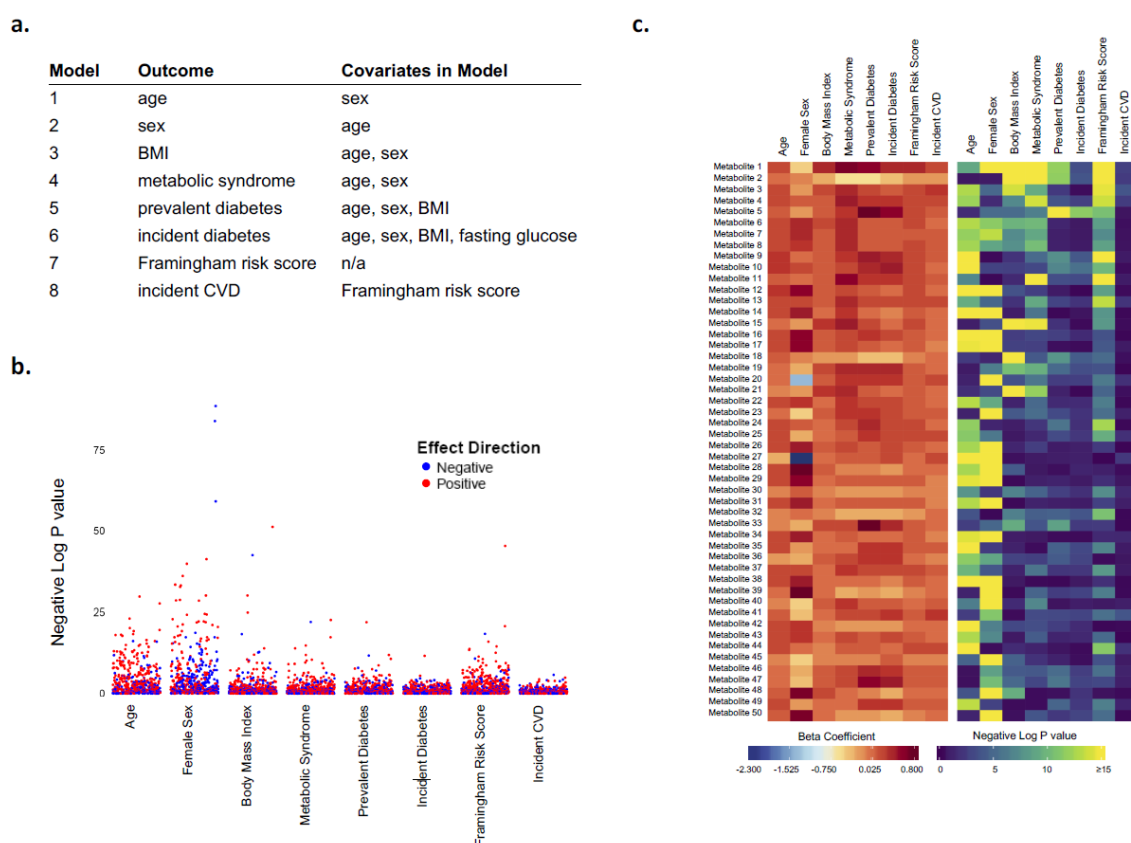 a.
Model Outcome Covariates in Model
1 age sex
2 sex age
3 BMI age, sex
4 metabolic syndrome age, sex
5 prevalent diabetes age, sex, BMI
6 incident diabetes age, sex, BMI, fasting glucose
7 Framingham risk score n/a
8 incident CVD Framingham risk score
b.
Negative Log P value
75
50
25
0
Effect Direction
Negative
Positive
Age
Female Sex
Body Mass Index
Metabolic Syndrome
Prevalent Diabetes
Incident Diabetes
Framingham Risk Score
Incident CVD
c.
Age
Female Sex
Body Mass Index
Metabolic Syndrome
Prevalent Diabetes
Incident Diabetes
Framingham Risk Score
Incident CVD
Age
Female Sex
Body Mass Index
Metabolic Syndrome
Prevalent Diabetes
Incident Diabetes
Framingham Risk Score
Incident CVD
Metabolite 1
Metabolite 2
Metabolite 3
Metabolite 4
Metabolite 5
Metabolite 6
Metabolite 7
Metabolite 8
Metabolite 9
Metabolite 10
Metabolite 11
Metabolite 12
Metabolite 13
Metabolite 14
Metabolite 15
Metabolite 16
Metabolite 17
Metabolite 18
Metabolite 19
Metabolite 20
Metabolite 21
Metabolite 22
Metabolite 23
Metabolite 24
Metabolite 25
Metabolite 26
Metabolite 27
Metabolite 28
Metabolite 29
Metabolite 30
Metabolite 31
Metabolite 32
Metabolite 33
Metabolite 34
Metabolite 35
Metabolite 36
Metabolite 37
Metabolite 38
Metabolite 39
Metabolite 40
Metabolite 41
Metabolite 42
Metabolite 43
Metabolite 44
Metabolite 45
Metabolite 46
Metabolite 47
Metabolite 48
Metabolite 49
Metabolite 50
Beta Coefficient
-2.300 -1.525 -0.750 0.025 0.800
Negative Log P value
0 5 10 ≥15